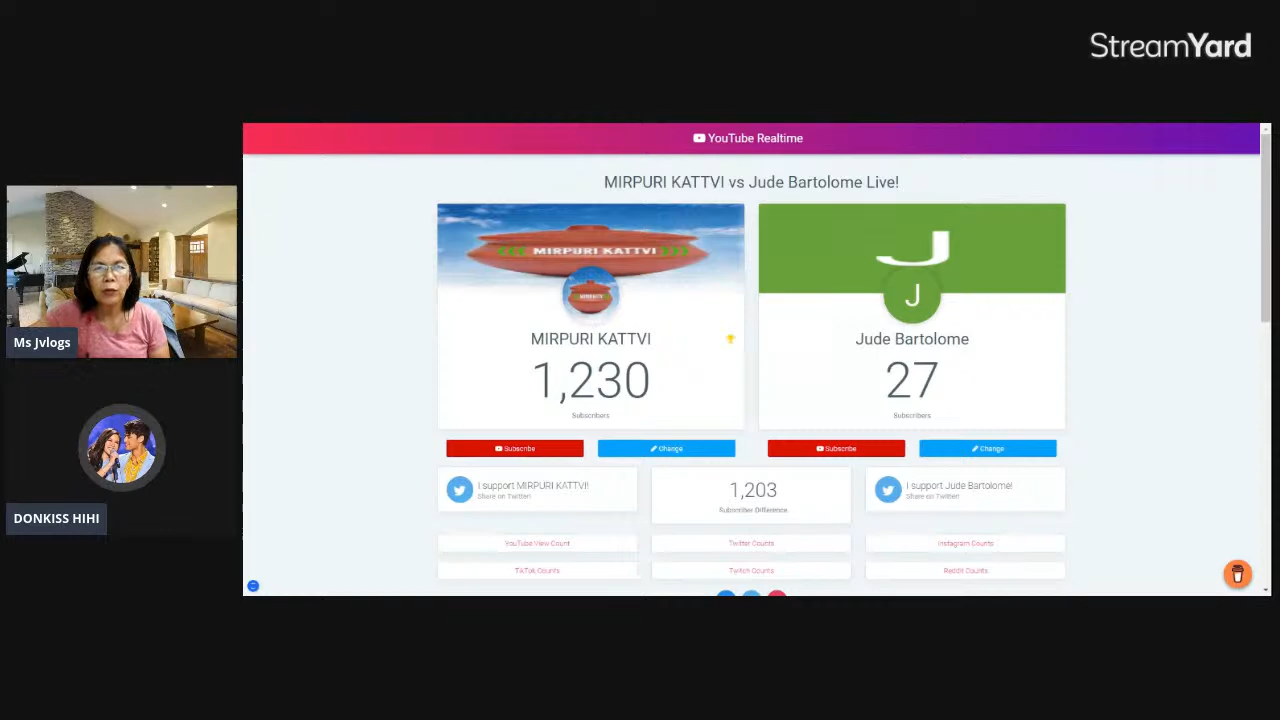 StreamYard
YouTube Realtime
MIRPURI KATTVI vs Jude Bartolome Live!
MIRPURI KATTVI
MIRPURI KATTVI
MIRPURI KATTVI
1,230
Subscribers
Subscribe
Change
J
J
Jude Bartolome
27
Subscribers
Subscribe
Change
I support MIRPURI KATTVI!
Share on Twitter!
1,203
Subscriber Difference
I support Jude Bartolome!
Share on Twitter!
YouTube View Count
Twitter Counts
Instagram Counts
TikTok Counts
Twitch Counts
Reddit Counts
Ms Jvlogs
DONKISS HIHI